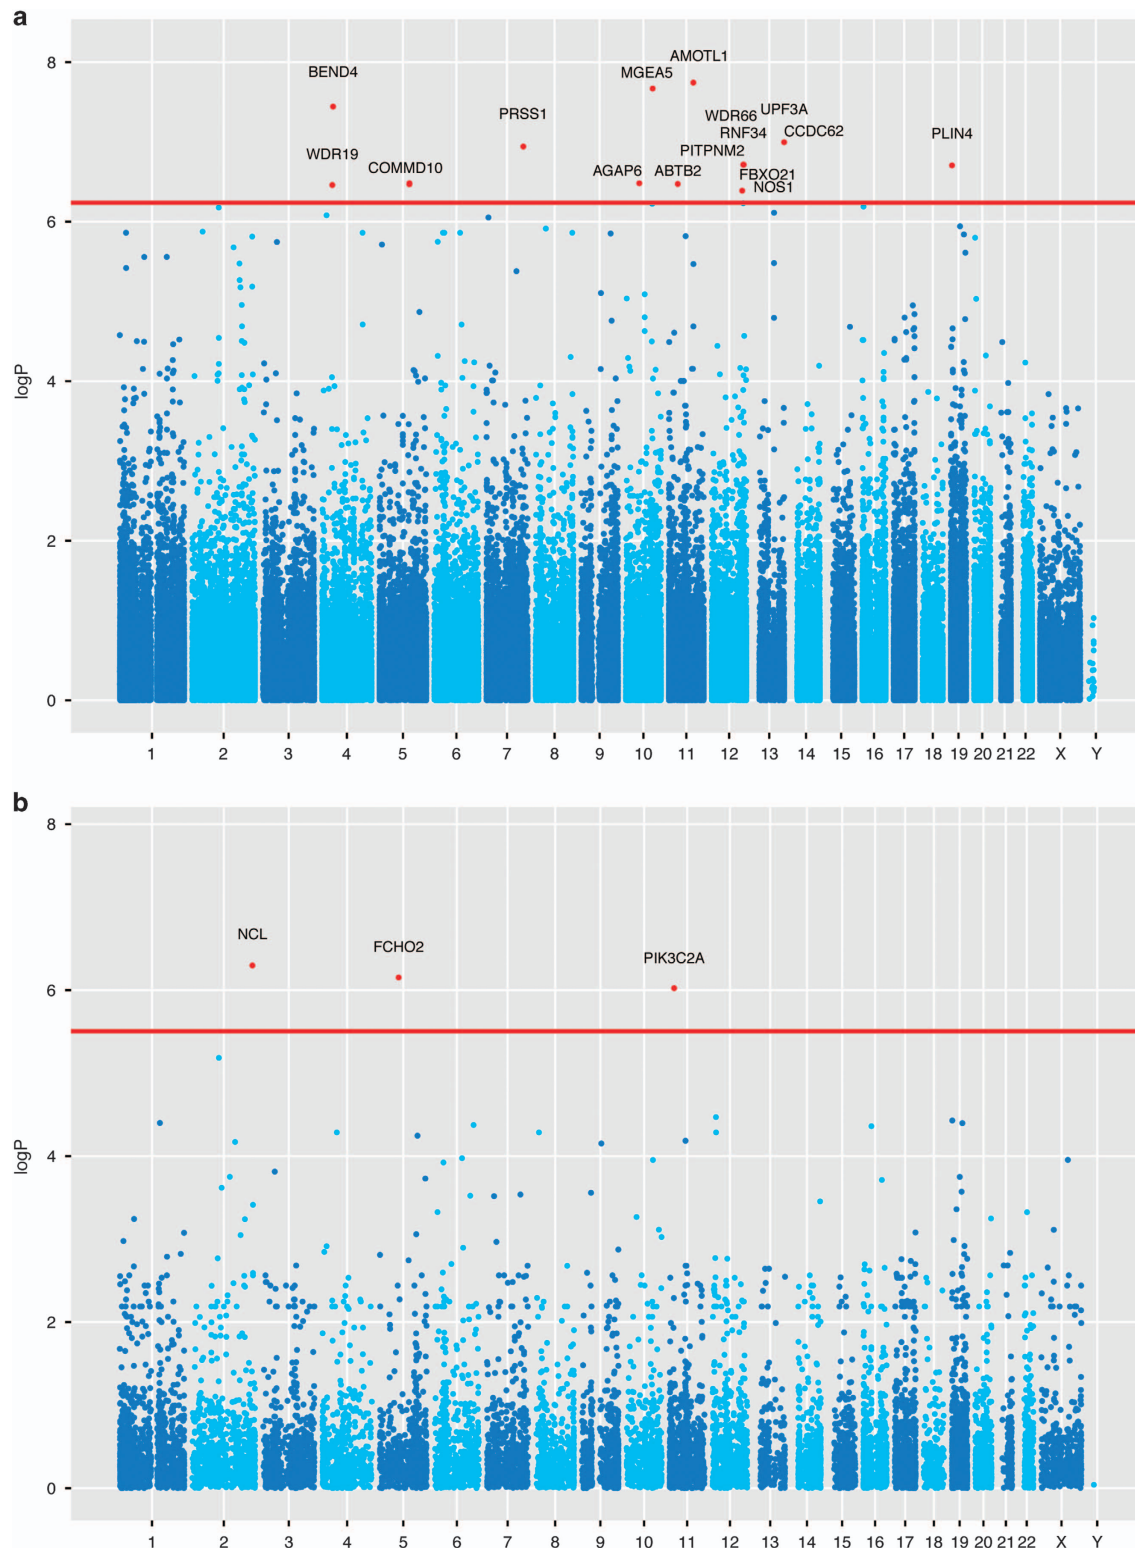 a
8
AMOTL1
BEND4
MGEA5
PRSS1
WDR66 UPF3A
RNF34 CCDC62
WDR19
PITPNM2
PLIN4
COMMD10
AGAP6 ABTB2
FBXO21
NOS1
6
logP
4
2
0
1 2 3 4 5 6 7 8 9 10 11 12 13 14 15 16 17 18 19 20 21 22 X Y
b
8
NCL
FCHO2
PIK3C2A
6
logP
4
2
0
1 2 3 4 5 6 7 8 9 10 11 12 13 14 15 16 17 18 19 20 21 22 X Y